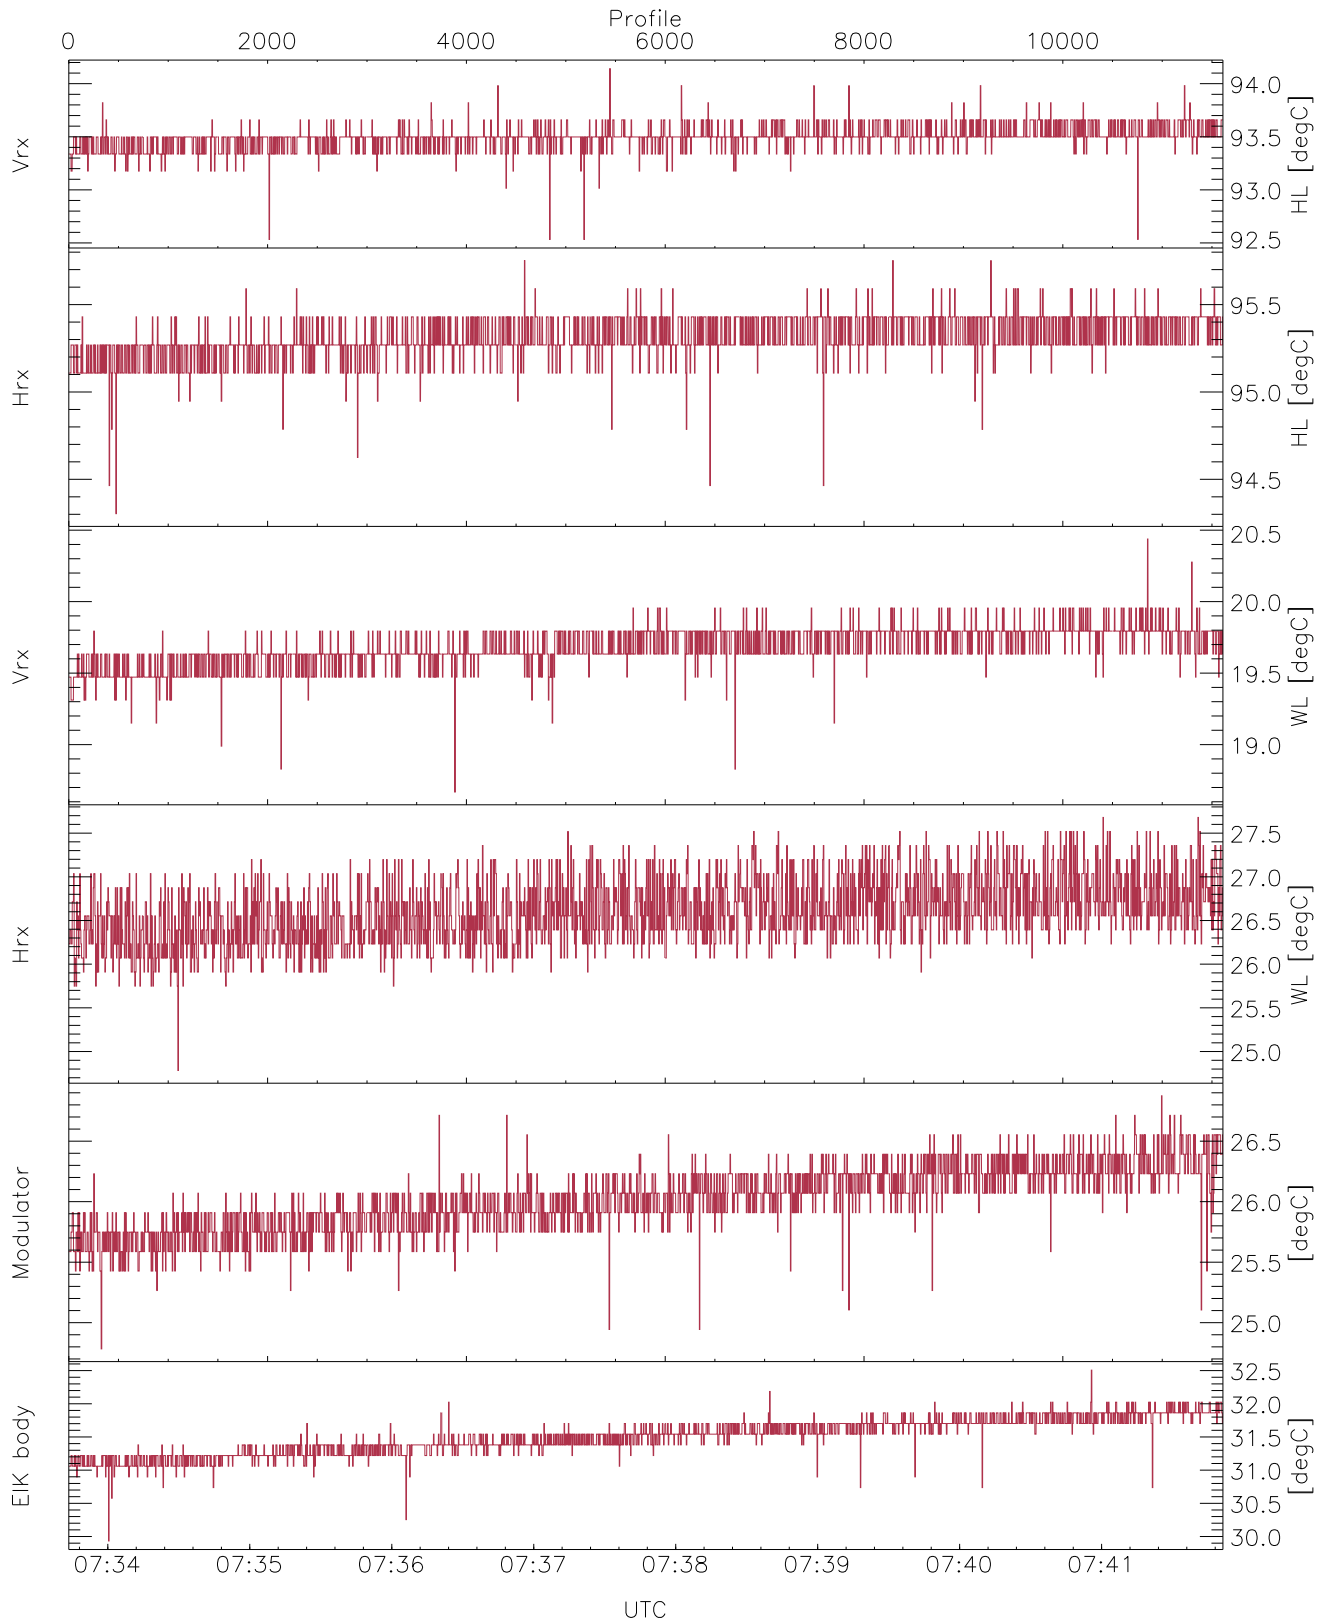 Profile
0 2000 4000 6000 8000 10000
Vrx
94.0
93.5
93.0
92.5
HL [degC]
Hrx
95.5
95.0
94.5
HL [degC]
Vrx
20.5
20.0
19.5
19.0
WL [degC]
Hrx
27.5
27.0
26.5
26.0
25.5
25.0
WL [degC]
Modulator
26.5
26.0
25.5
25.0
[degC]
EIK body
32.5
32.0
31.5
31.0
30.5
30.0
[degC]
07:34 07:35 07:36 07:37 07:38 07:39 07:40 07:41
UTC